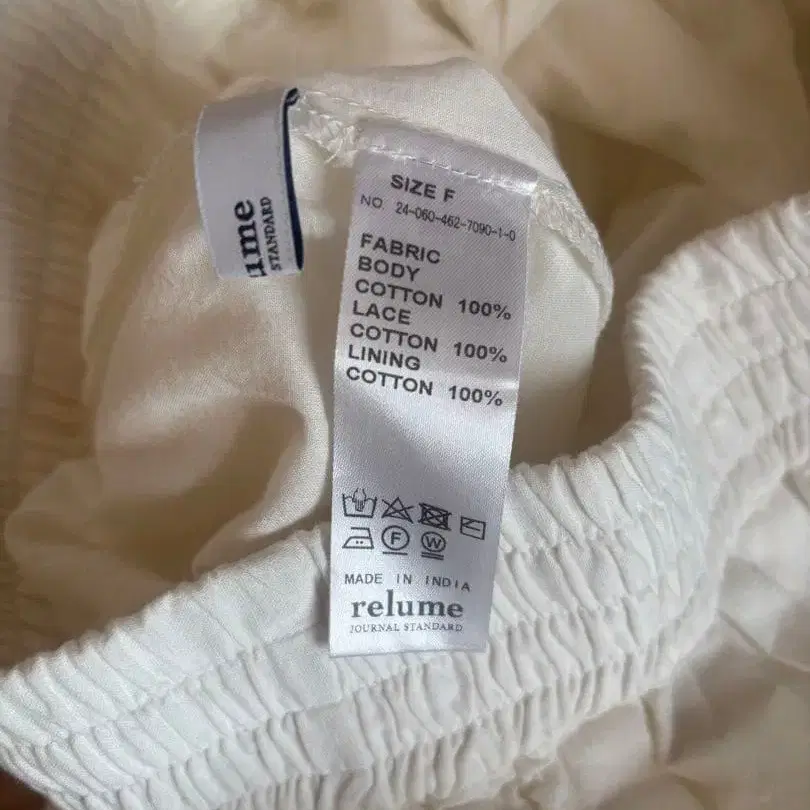 ume
STANDARD
SIZE F
NO. 24-060-462-7090-1-0
FABRIC
BODY
COTTON 100%
LACE
COTTON 100%
LINING
COTTON 100%
F
W
MADE IN INDIA
relume
JOURNAL STANDARD